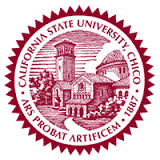 CALIFORNIA STATE UNIVERSITY, CHICO
ARS PROBAT ARTIFICEM • 1887 •